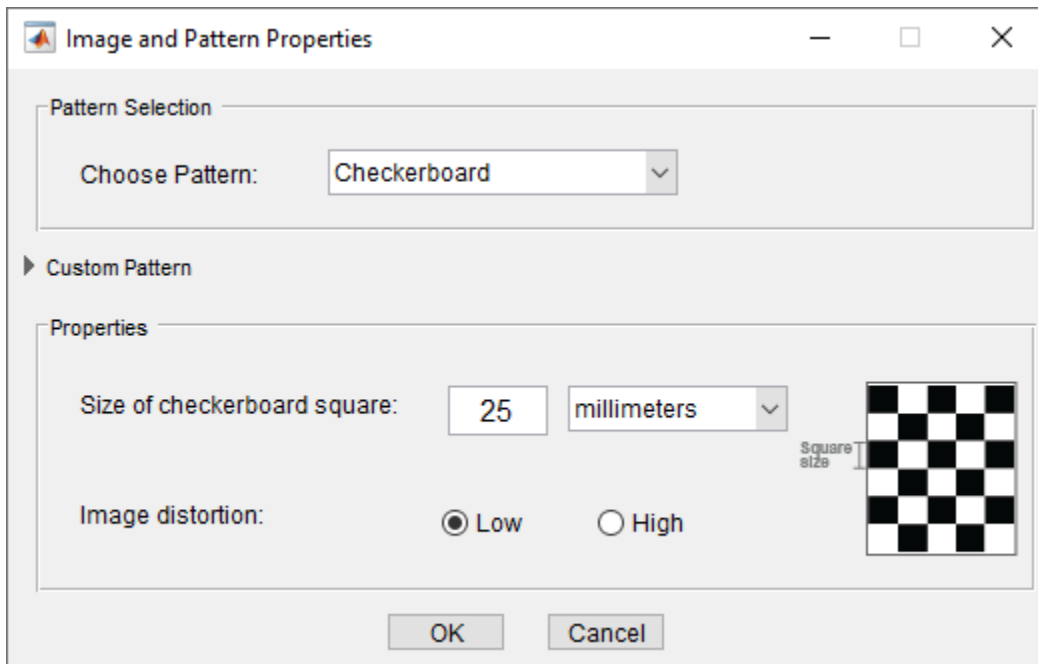 Image and Pattern Properties
Pattern Selection
Choose Pattern: Checkerboard
Custom Pattern
Properties
Size of checkerboard square: 25 millimeters
Square
size
Image distortion: Low High
OK Cancel